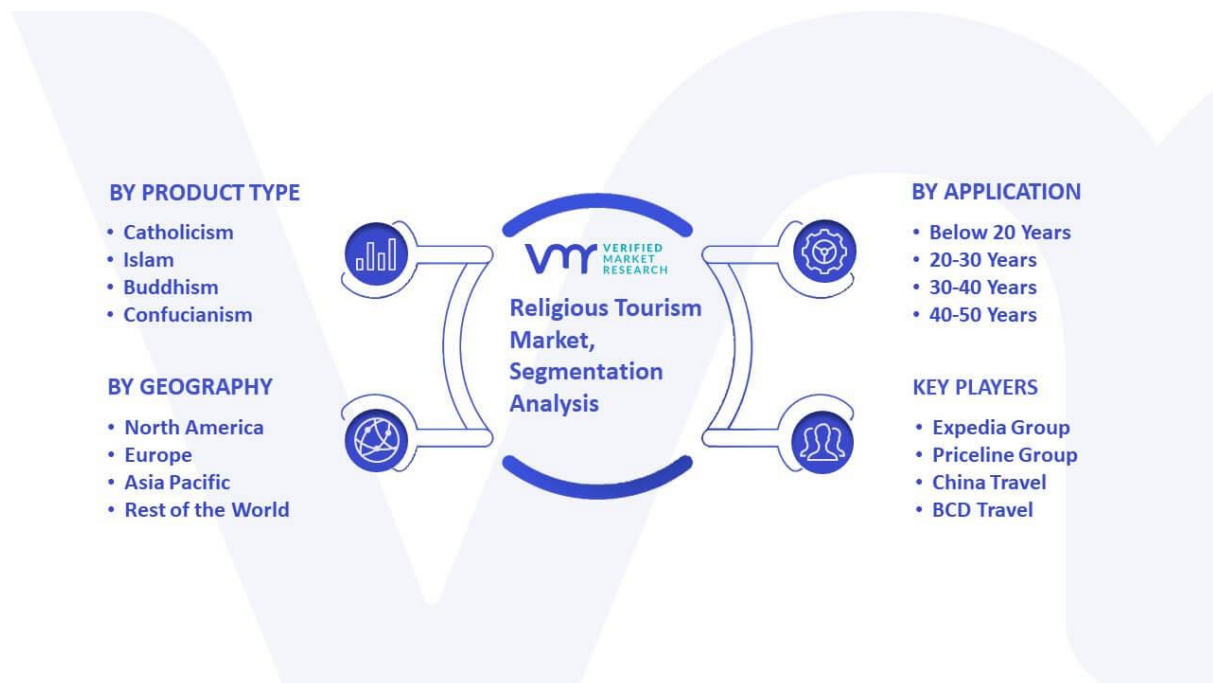 BY PRODUCT TYPE
• Catholicism
• Islam
• Buddhism
• Confucianism
BY GEOGRAPHY
• North America
• Europe
• Asia Pacific
• Rest of the World
vmr VERIFIED
MARKET
RESEARCH
Religious Tourism
Market,
Segmentation
Analysis
BY APPLICATION
• Below 20 Years
• 20-30 Years
• 30-40 Years
• 40-50 Years
KEY PLAYERS
• Expedia Group
• Priceline Group
• China Travel
• BCD Travel